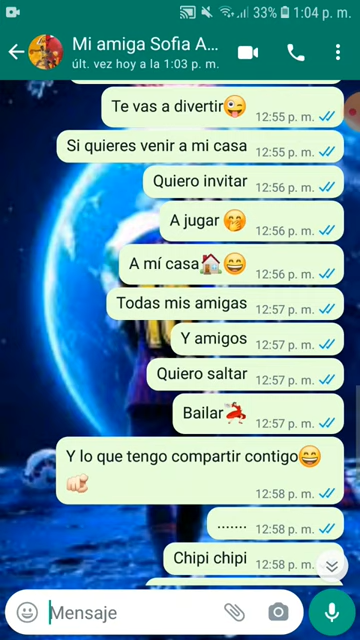 33% 1:04 p. m.
Mi amiga Sofia A...
últ. vez hoy a la 1:03 p. m.
Te vas a divertir😜 12:55 p. m.
Si quieres venir a mi casa 12:55 p. m.
Quiero invitar 12:56 p. m.
A jugar🤭 12:56 p. m.
A mí casa🏠😄 12:56 p. m.
Todas mis amigas 12:57 p. m.
Y amigos 12:57 p. m.
Quiero saltar 12:57 p. m.
Bailar💃 12:57 p. m.
Y lo que tengo compartir contigo😄
🫵🏻 12:58 p. m.
....... 12:58 p. m.
Chipi chipi 12:58 p. m.
Mensaje